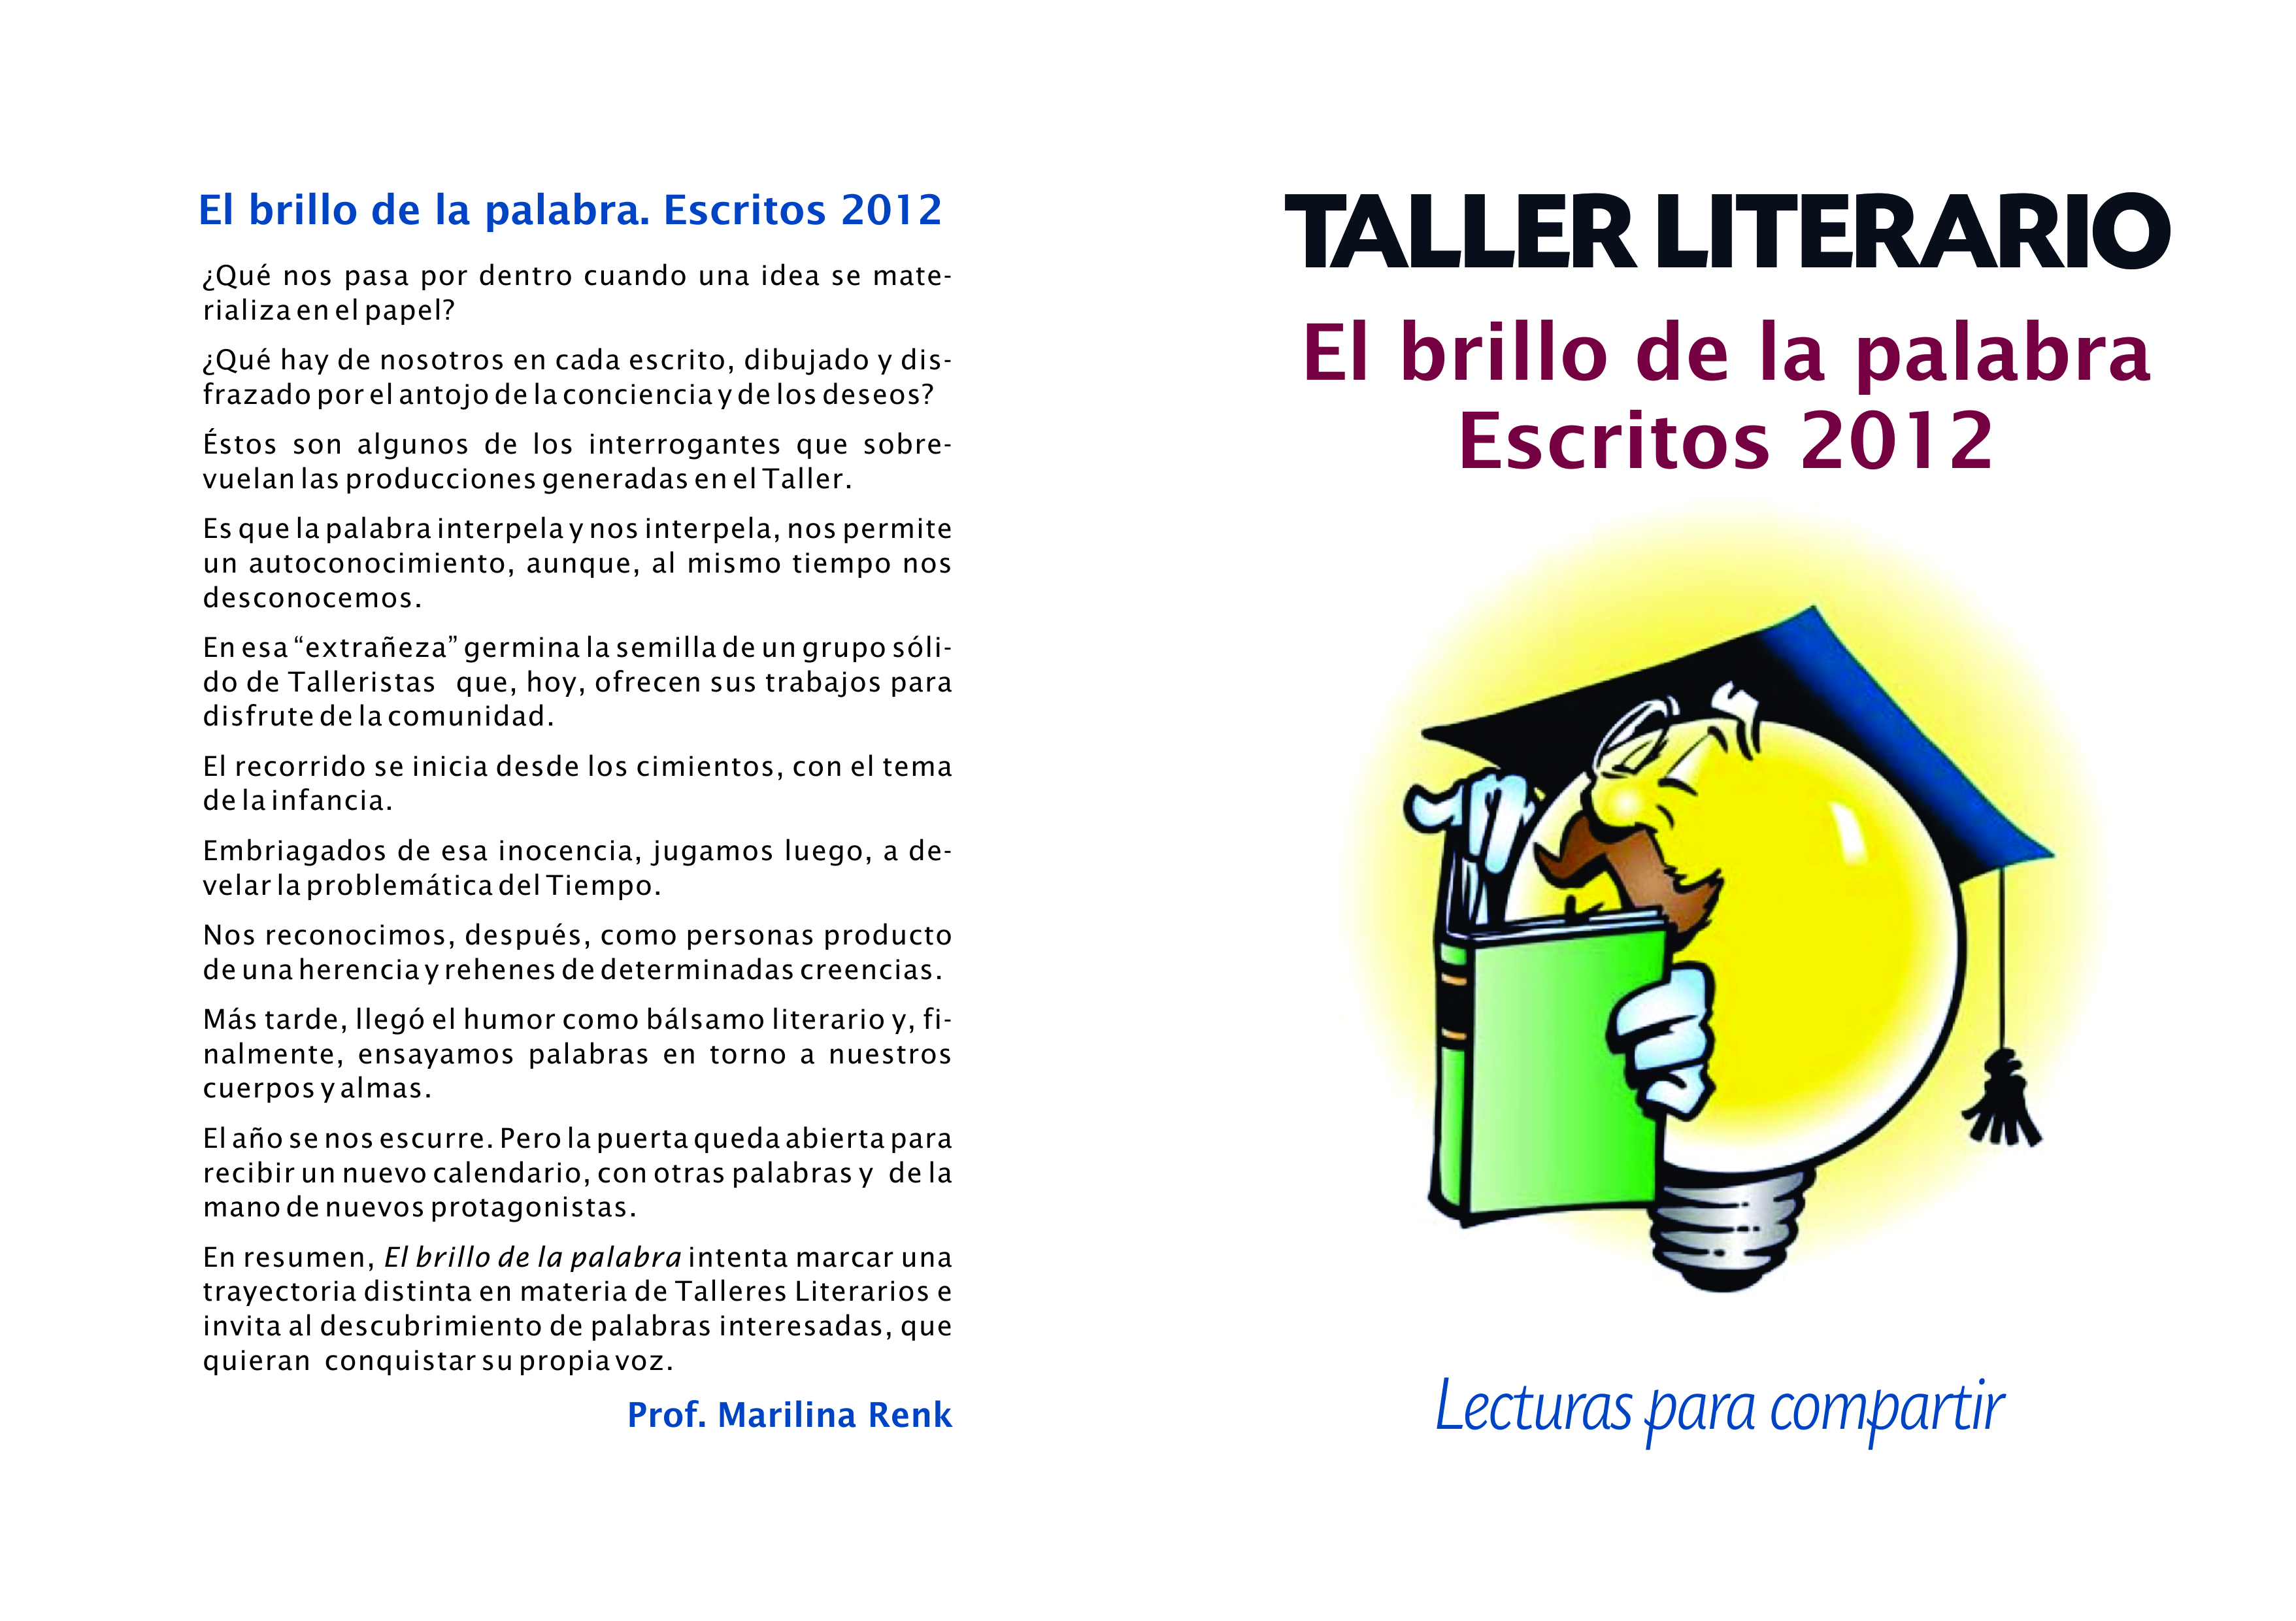 El brillo de la palabra. Escritos 2012
¿Qué nos pasa por dentro cuando una idea se mate-
rializa en el papel?
¿Qué hay de nosotros en cada escrito, dibujado y dis-
frazado por el antojo de la conciencia y de los deseos?
Éstos son algunos de los interrogantes que sobre-
vuelan las producciones generadas en el Taller.
Es que la palabra interpela y nos interpela, nos permite
un autoconocimiento, aunque, al mismo tiempo nos
desconocemos.
En esa “extrañeza” germina la semilla de un grupo sóli-
do de Talleristas que, hoy, ofrecen sus trabajos para
disfrute de la comunidad.
El recorrido se inicia desde los cimientos, con el tema
de la infancia.
Embriagados de esa inocencia, jugamos luego, a de-
velar la problemática del Tiempo.
Nos reconocimos, después, como personas producto
de una herencia y rehenes de determinadas creencias.
Más tarde, llegó el humor como bálsamo literario y, fi-
nalmente, ensayamos palabras en torno a nuestros
cuerpos y almas.
El año se nos escurre. Pero la puerta queda abierta para
recibir un nuevo calendario, con otras palabras y de la
mano de nuevos protagonistas.
En resumen, El brillo de la palabra intenta marcar una
trayectoria distinta en materia de Talleres Literarios e
invita al descubrimiento de palabras interesadas, que
quieran conquistar su propia voz.
Prof. Marilina Renk
TALLER LITERARIO
El brillo de la palabra
Escritos 2012
Lecturas para compartir